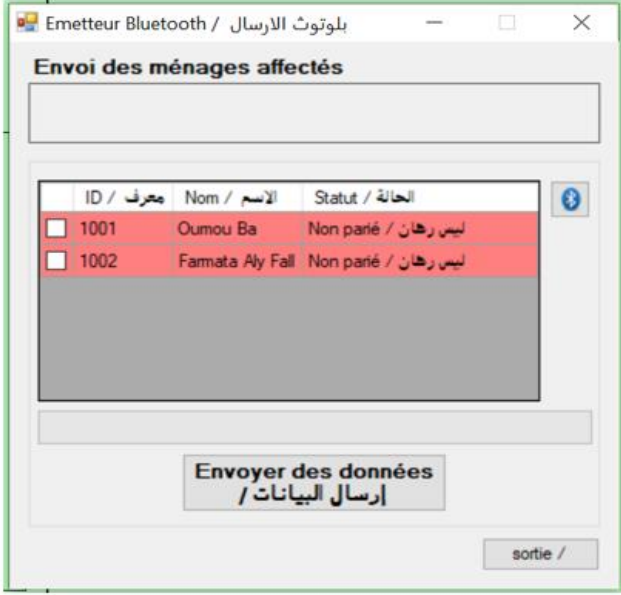 Emetteur Bluetooth / بلوتوث الارسال
Envoi des ménages affectés
ID / معرف Nom / الاسم Statut / الحالة
1001 Oumou Ba Non parié / ليس رهان
1002 Farmata Aly Fall Non parié / ليس رهان
Envoyer des données
/ إرسال البيانات
sortie /